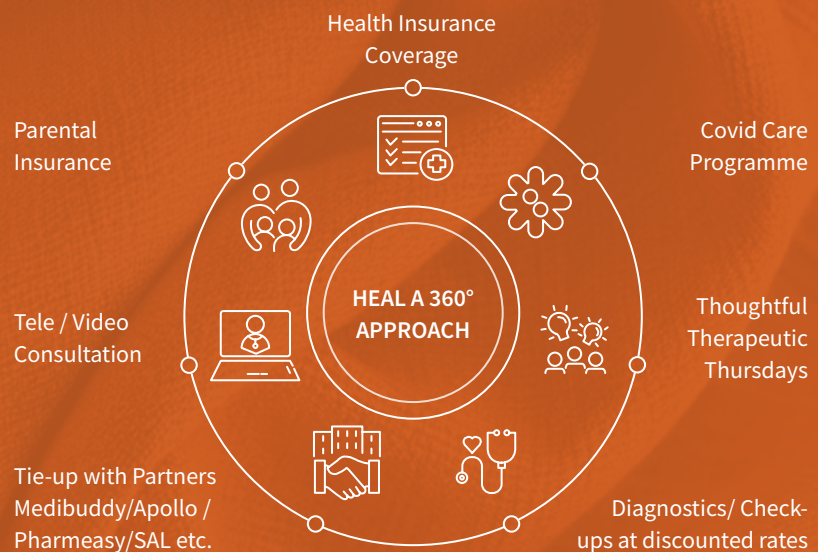 Health Insurance
Coverage
Covid Care
Programme
Thoughtful
Therapeutic
Thursdays
Diagnostics/ Check-
ups at discounted rates
Tie-up with Partners
Medibuddy/Apollo /
Pharmeasy/SAL etc.
Tele / Video
Consultation
Parental
Insurance
HEAL A 360°
APPROACH